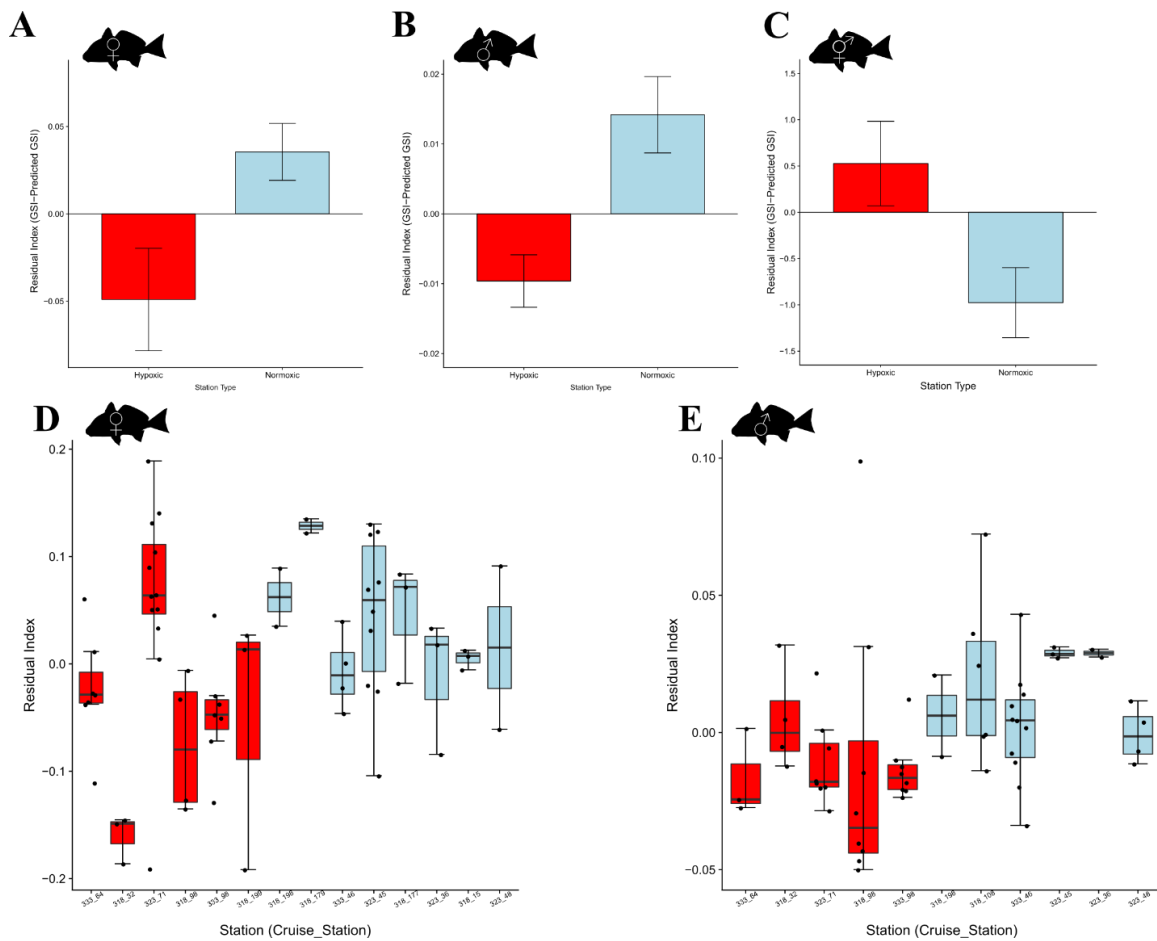 A
B
C
Residual Index (GSI−Predicted GSI)
0.05
0.00
−0.05
Hypoxic
Normoxic
Station Type
Residual Index (GSI−Predicted GSI)
0.02
0.01
0.00
−0.01
−0.02
Hypoxic
Normoxic
Station Type
Residual Index (GSI−Predicted GSI)
1.5
1.0
0.5
0.0
−0.5
−1.0
−1.5
Hypoxic
Normoxic
Station Type
D
E
Residual Index
0.2
0.1
0.0
−0.1
−0.2
333_64
318_32
323_71
318_98
333_98
318_199
318_198
318_179
333_46
323_45
318_177
323_36
318_15
323_48
Station (Cruise_Station)
Residual Index
0.10
0.05
0.00
−0.05
333_64
318_32
323_71
318_98
333_98
318_198
318_108
333_46
323_45
323_36
323_48
Station (Cruise_Station)